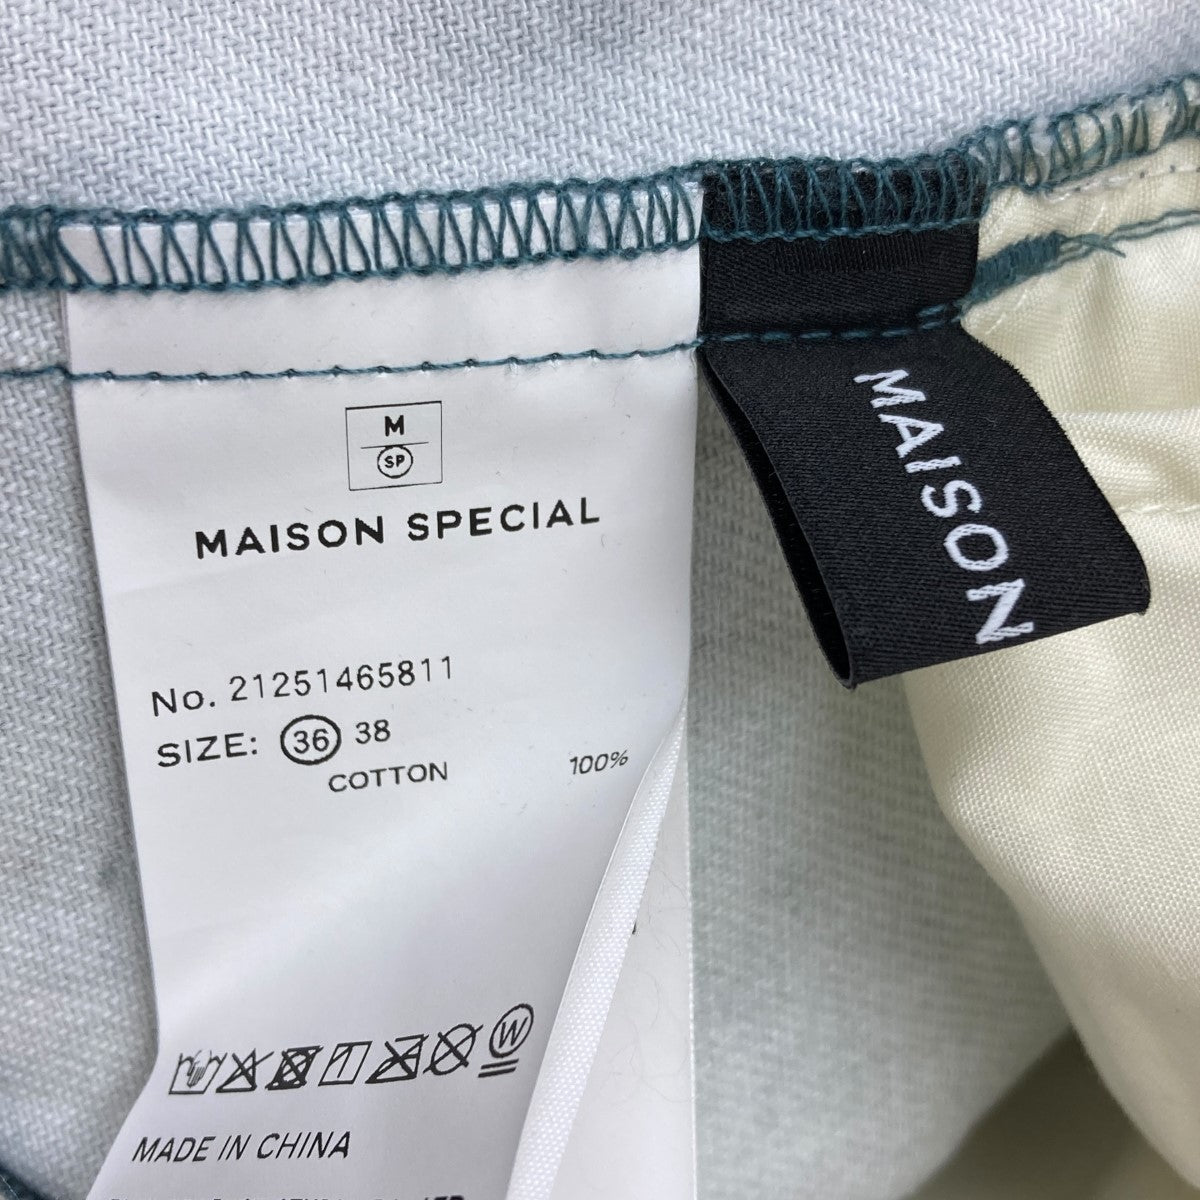 M
SP
MAISON SPECIAL
No. 21251465811
SIZE: 36 38
COTTON 100%
W
MADE IN CHINA
MAISON